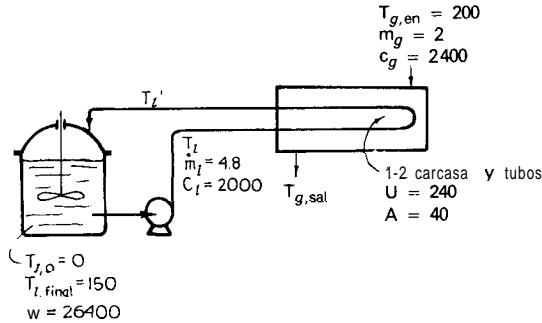 T_g,en = 200
m_g = 2
c_g = 2400
T_l'
T_l
ṁ_l = 4.8
C_l = 2000
T_g,sal
1-2 carcasa y tubos
U = 240
A = 40
T_l,o = 0
T_l.final = 150
w = 26400